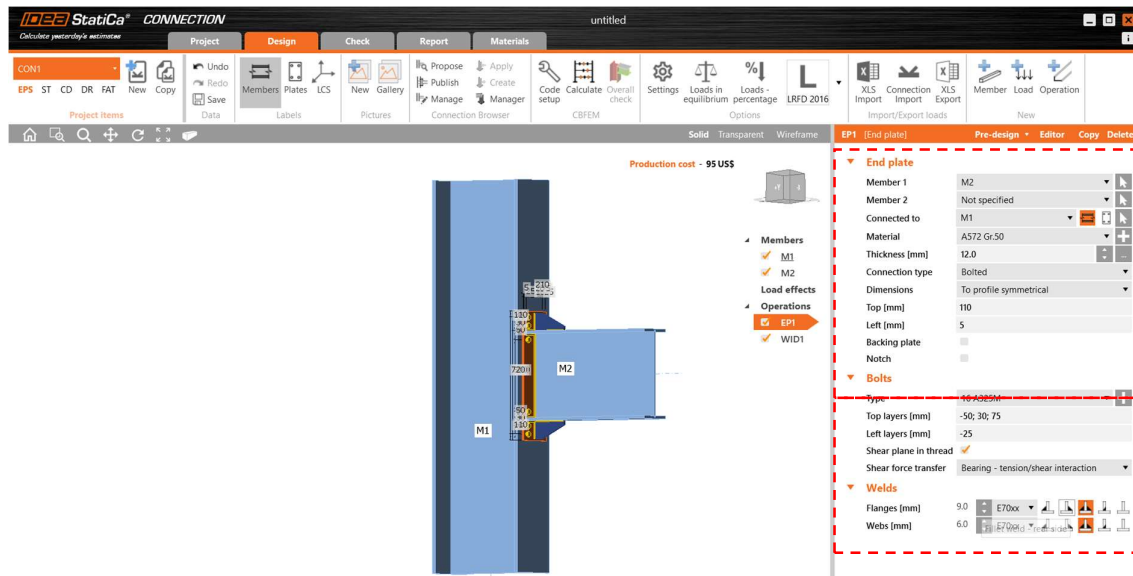 IDEA StatiCa® CONNECTION
untitled
Calculate yesterday's estimates
Project Design Check Report Materials
CON1
EPS ST CD DR FAT
New Copy
Undo
Redo
Save
Members Plates LCS
New Gallery
Propose Apply
Publish Create
Manage Manager
Code setup Calculate Overall check
Settings Loads in equilibrium Loads - percentage LRFD 2016
XLS Import Connection Import XLS Export
Member Load Operation
Project items Data Labels Pictures Connection Browser CBFEM Options Import/Export loads New
Solid Transparent Wireframe
EP1 [End plate] Pre-design Editor Copy Delete
Production cost - 95 US$
Members
M1
M2
Load effects
Operations
EP1
WID1
210
110
720
M2
M1
110
End plate
Member 1 M2
Member 2 Not specified
Connected to M1
Material A572 Gr.50
Thickness [mm] 12.0
Connection type Bolted
Dimensions To profile symmetrical
Top [mm] 110
Left [mm] 5
Backing plate
Notch
Bolts
Type 16 A325M
Top layers [mm] -50; 30; 75
Left layers [mm] -25
Shear plane in thread
Shear force transfer Bearing - tension/shear interaction
Welds
Flanges [mm] 9.0 E70xx
Webs [mm] 6.0 E70xx